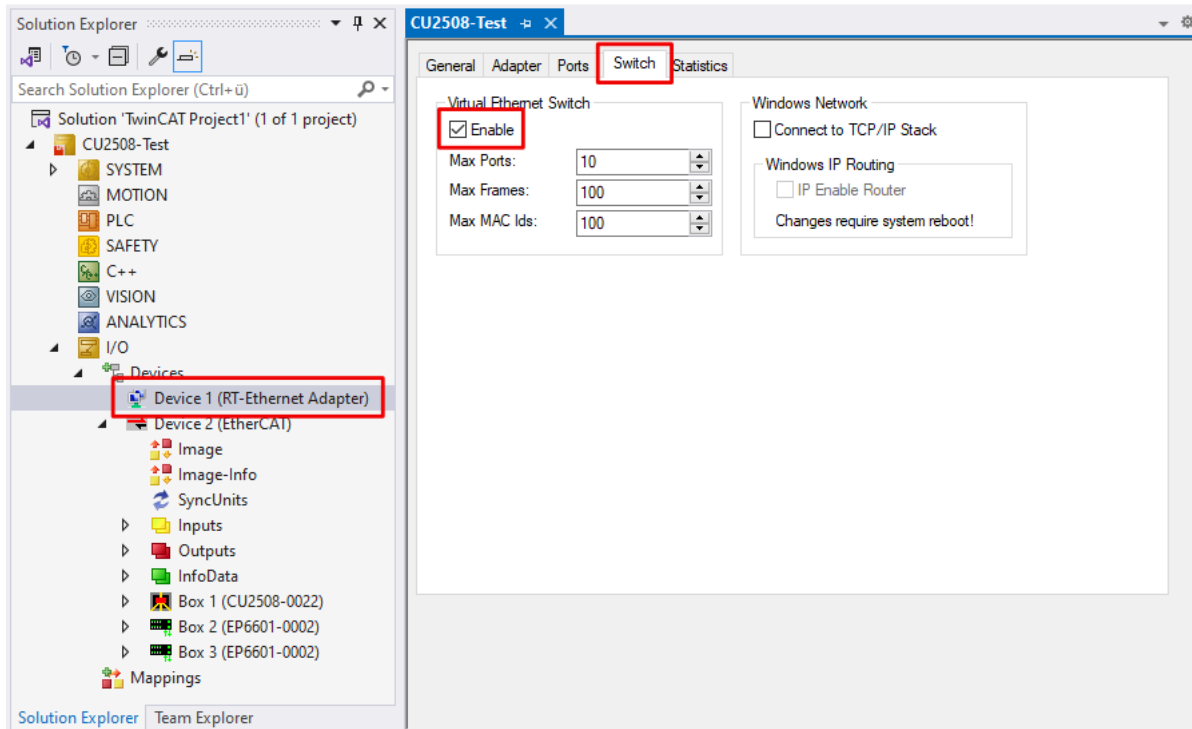 Solution Explorer
Search Solution Explorer (Ctrl+ü)
Solution 'TwinCAT Project1' (1 of 1 project)
CU2508-Test
SYSTEM
MOTION
PLC
SAFETY
C++
VISION
ANALYTICS
I/O
Devices
Device 1 (RT-Ethernet Adapter)
Device 2 (EtherCAT)
Image
Image-Info
SyncUnits
Inputs
Outputs
InfoData
Box 1 (CU2508-0022)
Box 2 (EP6601-0002)
Box 3 (EP6601-0002)
Mappings
Solution Explorer Team Explorer
CU2508-Test
General Adapter Ports Switch Statistics
Virtual Ethernet Switch
Enable
Max Ports: 10
Max Frames: 100
Max MAC Ids: 100
Windows Network
Connect to TCP/IP Stack
Windows IP Routing
IP Enable Router
Changes require system reboot!